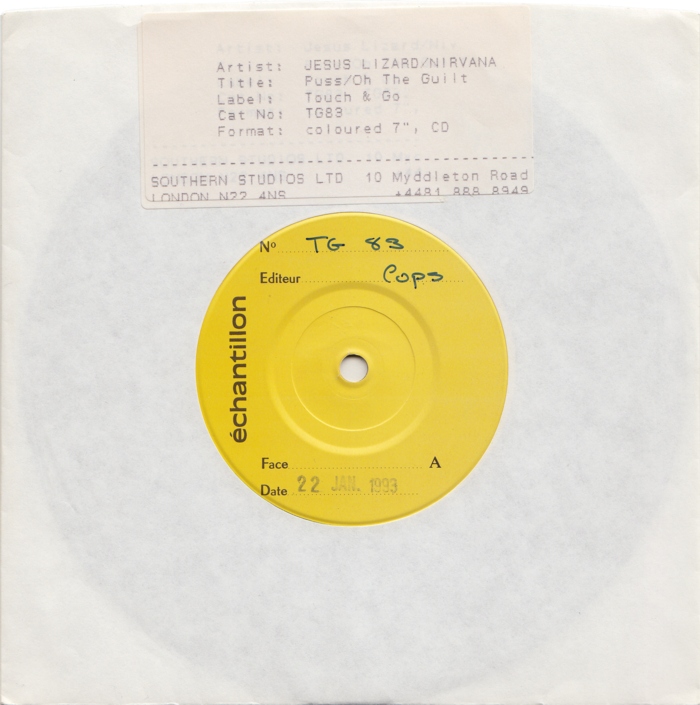 Artist: JESUS LIZARD/NIRVANA
Title: Puss/Oh The Guilt
Label: Touch & Go
Cat No: TG83
Format: coloured 7", CD
SOUTHERN STUDIOS LTD 10 Myddleton Road
LONDON N22 4NS +4481 888 8949
Nº TG 83
Editeur Cops
échantillon
Face A
Date 22 JAN. 1993